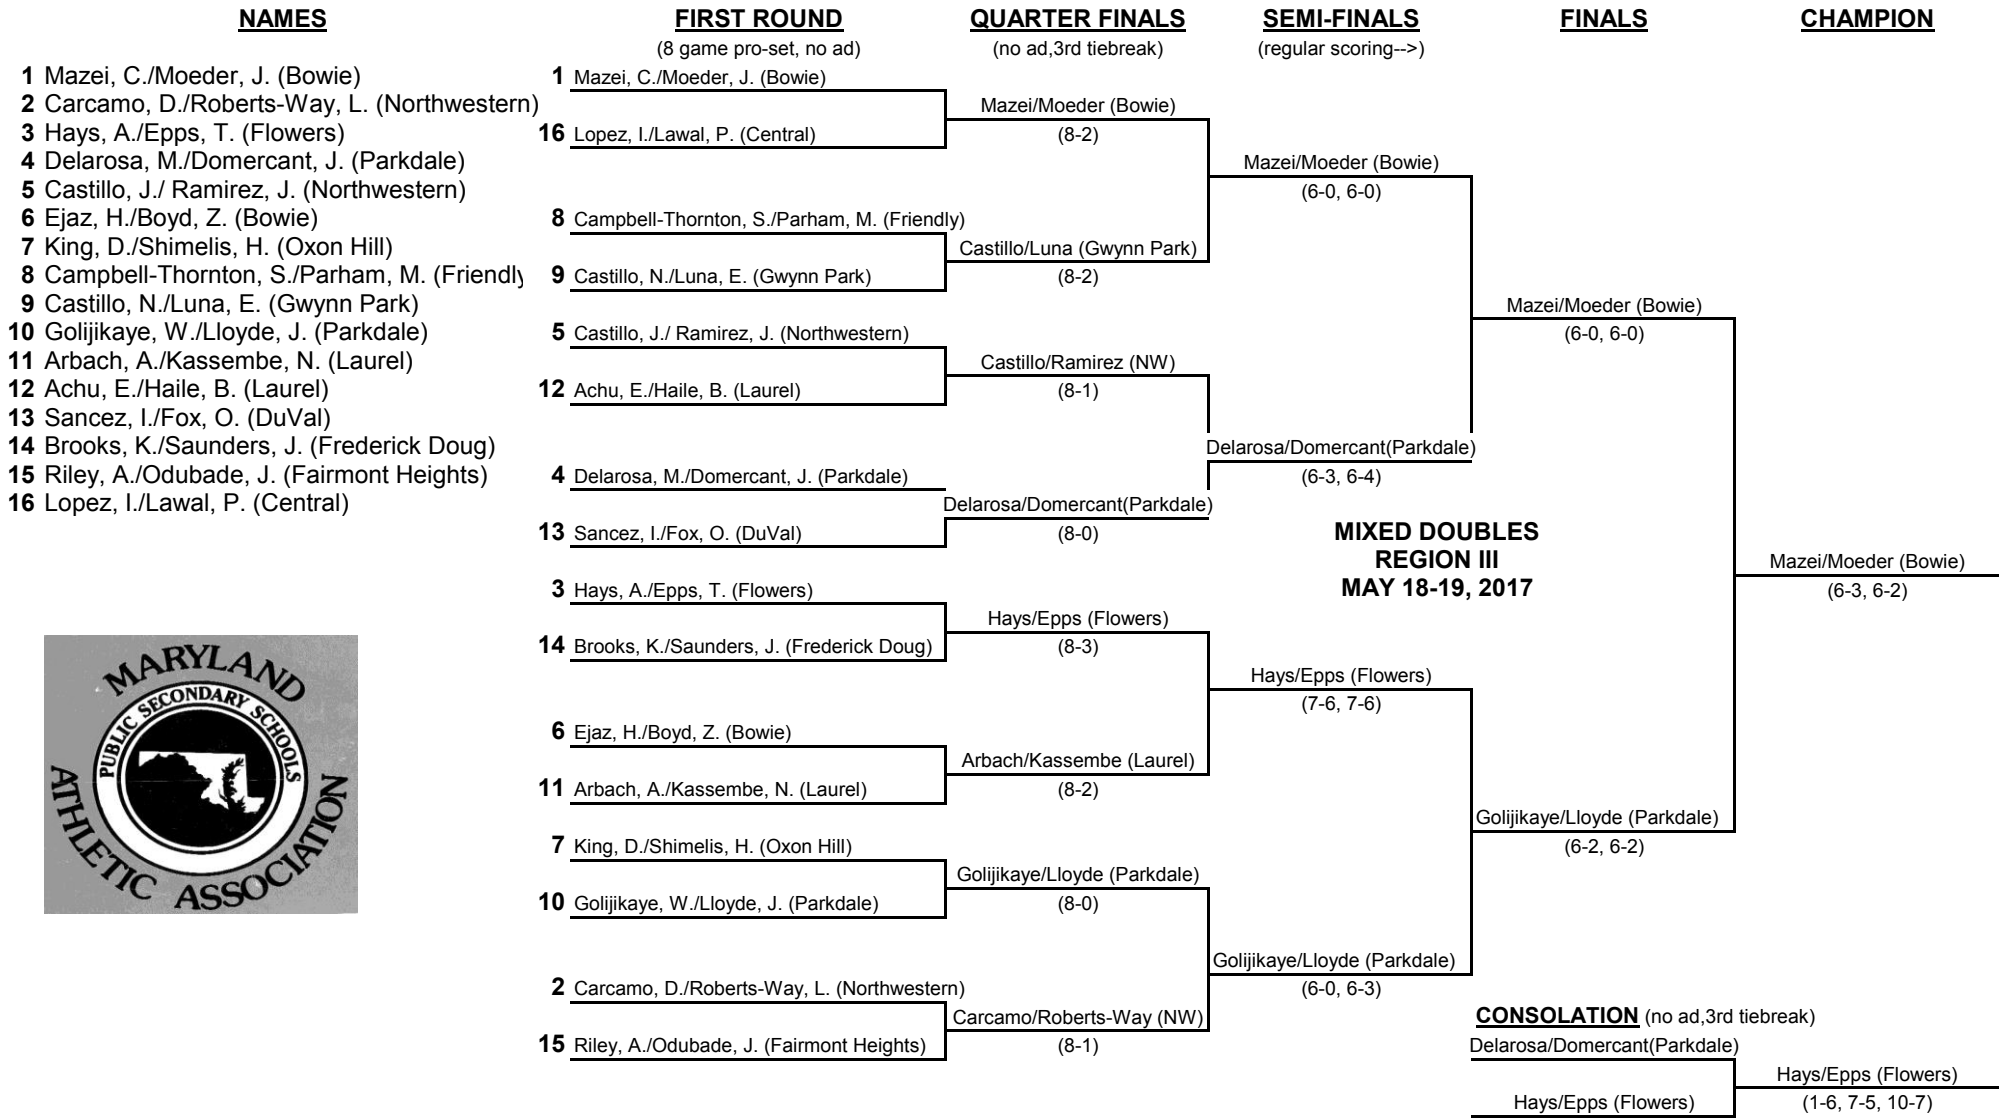 NAMES
FIRST ROUND
QUARTER FINALS
SEMI-FINALS
FINALS
CHAMPION
(8 game pro-set, no ad)
(no ad,3rd tiebreak)
(regular scoring-->)
1 Mazei, C./Moeder, J. (Bowie)
2 Carcamo, D./Roberts-Way, L. (Northwestern)
3 Hays, A./Epps, T. (Flowers)
4 Delarosa, M./Domercant, J. (Parkdale)
5 Castillo, J./ Ramirez, J. (Northwestern)
6 Ejaz, H./Boyd, Z. (Bowie)
7 King, D./Shimelis, H. (Oxon Hill)
8 Campbell-Thornton, S./Parham, M. (Friendly
9 Castillo, N./Luna, E. (Gwynn Park)
10 Golijikaye, W./Lloyde, J. (Parkdale)
11 Arbach, A./Kassembe, N. (Laurel)
12 Achu, E./Haile, B. (Laurel)
13 Sancez, I./Fox, O. (DuVal)
14 Brooks, K./Saunders, J. (Frederick Doug)
15 Riley, A./Odubade, J. (Fairmont Heights)
16 Lopez, I./Lawal, P. (Central)
1 Mazei, C./Moeder, J. (Bowie)
16 Lopez, I./Lawal, P. (Central)
8 Campbell-Thornton, S./Parham, M. (Friendly)
9 Castillo, N./Luna, E. (Gwynn Park)
5 Castillo, J./ Ramirez, J. (Northwestern)
12 Achu, E./Haile, B. (Laurel)
4 Delarosa, M./Domercant, J. (Parkdale)
13 Sancez, I./Fox, O. (DuVal)
3 Hays, A./Epps, T. (Flowers)
14 Brooks, K./Saunders, J. (Frederick Doug)
6 Ejaz, H./Boyd, Z. (Bowie)
11 Arbach, A./Kassembe, N. (Laurel)
7 King, D./Shimelis, H. (Oxon Hill)
10 Golijikaye, W./Lloyde, J. (Parkdale)
2 Carcamo, D./Roberts-Way, L. (Northwestern)
15 Riley, A./Odubade, J. (Fairmont Heights)
Mazei/Moeder (Bowie)
(8-2)
Castillo/Luna (Gwynn Park)
(8-2)
Castillo/Ramirez (NW)
(8-1)
Delarosa/Domercant(Parkdale)
(8-0)
Hays/Epps (Flowers)
(8-3)
Arbach/Kassembe (Laurel)
(8-2)
Golijikaye/Lloyde (Parkdale)
(8-0)
Carcamo/Roberts-Way (NW)
(8-1)
Mazei/Moeder (Bowie)
(6-0, 6-0)
Delarosa/Domercant(Parkdale)
(6-3, 6-4)
Hays/Epps (Flowers)
(7-6, 7-6)
Golijikaye/Lloyde (Parkdale)
(6-0, 6-3)
Mazei/Moeder (Bowie)
(6-0, 6-0)
Golijikaye/Lloyde (Parkdale)
(6-2, 6-2)
Mazei/Moeder (Bowie)
(6-3, 6-2)
MIXED DOUBLES
REGION III
MAY 18-19, 2017
CONSOLATION (no ad,3rd tiebreak)
Delarosa/Domercant(Parkdale)
Hays/Epps (Flowers)
Hays/Epps (Flowers)
(1-6, 7-5, 10-7)
MARYLAND
PUBLIC SECONDARY SCHOOLS
ATHLETIC ASSOCIATION